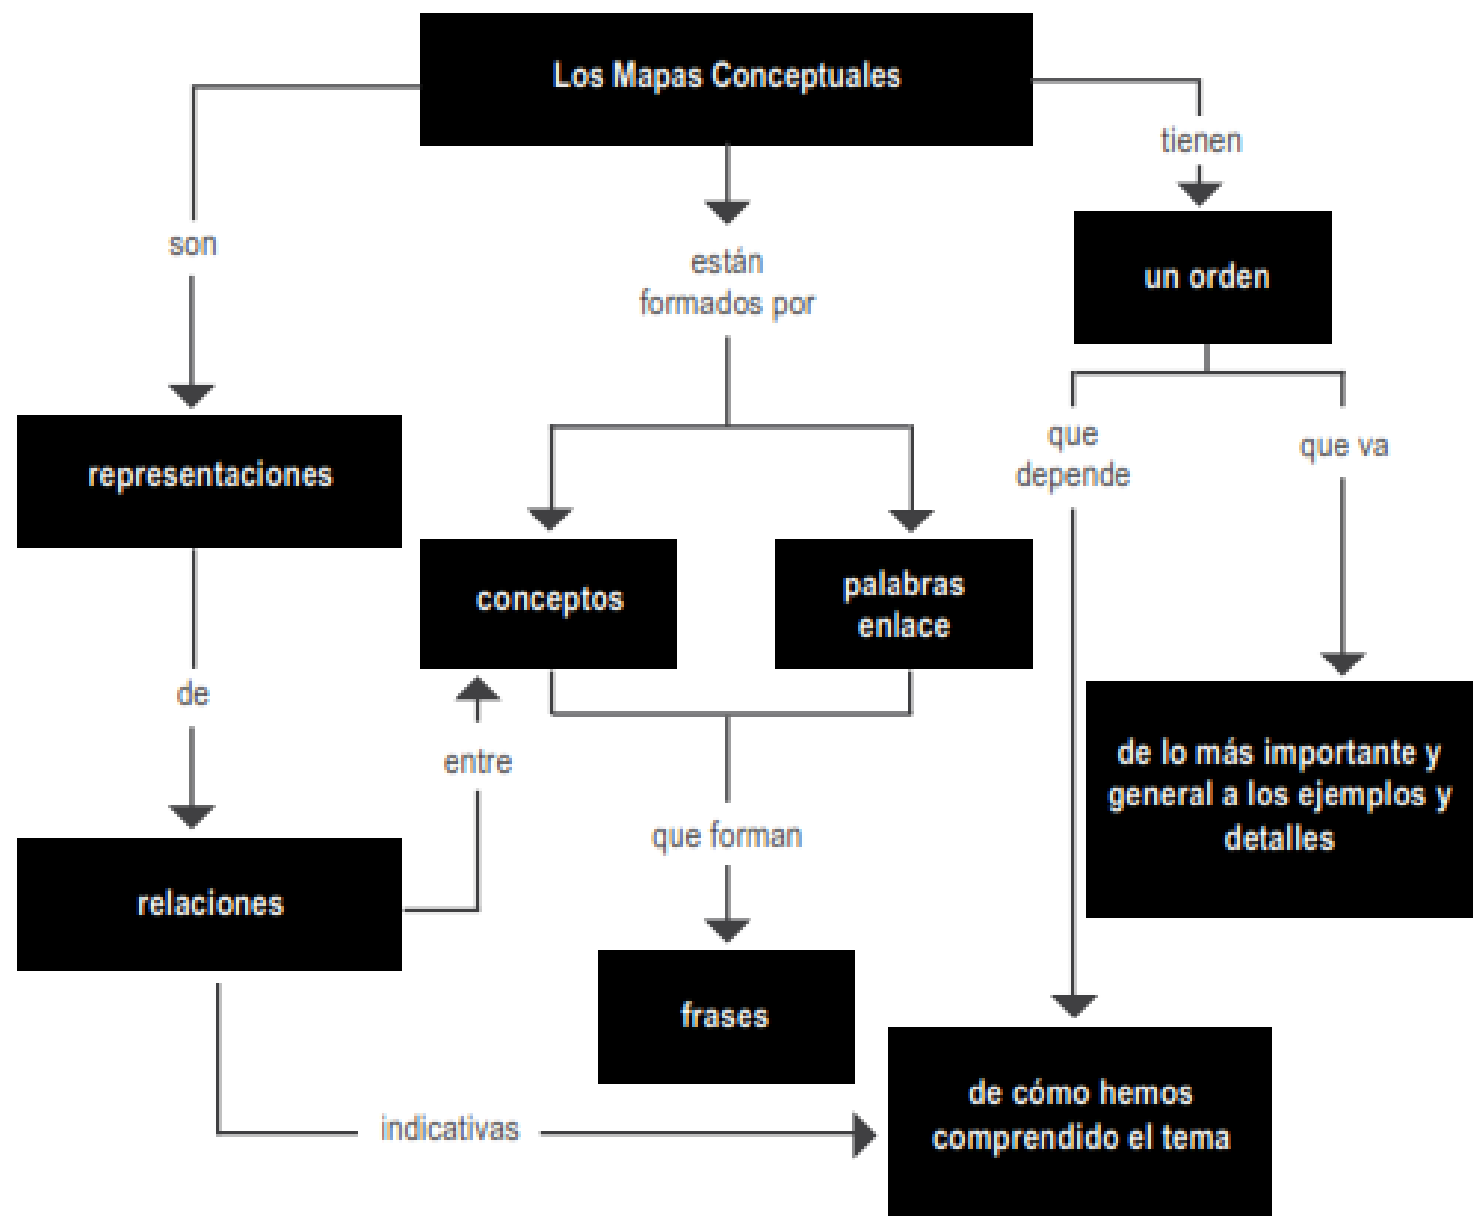 Los Mapas Conceptuales
tienen
son
están
formados por
un orden
que
depende
que va
representaciones
conceptos
palabras
enlace
de
entre
de lo más importante y
general a los ejemplos y
detalles
que forman
relaciones
frases
de cómo hemos
comprendido el tema
indicativas